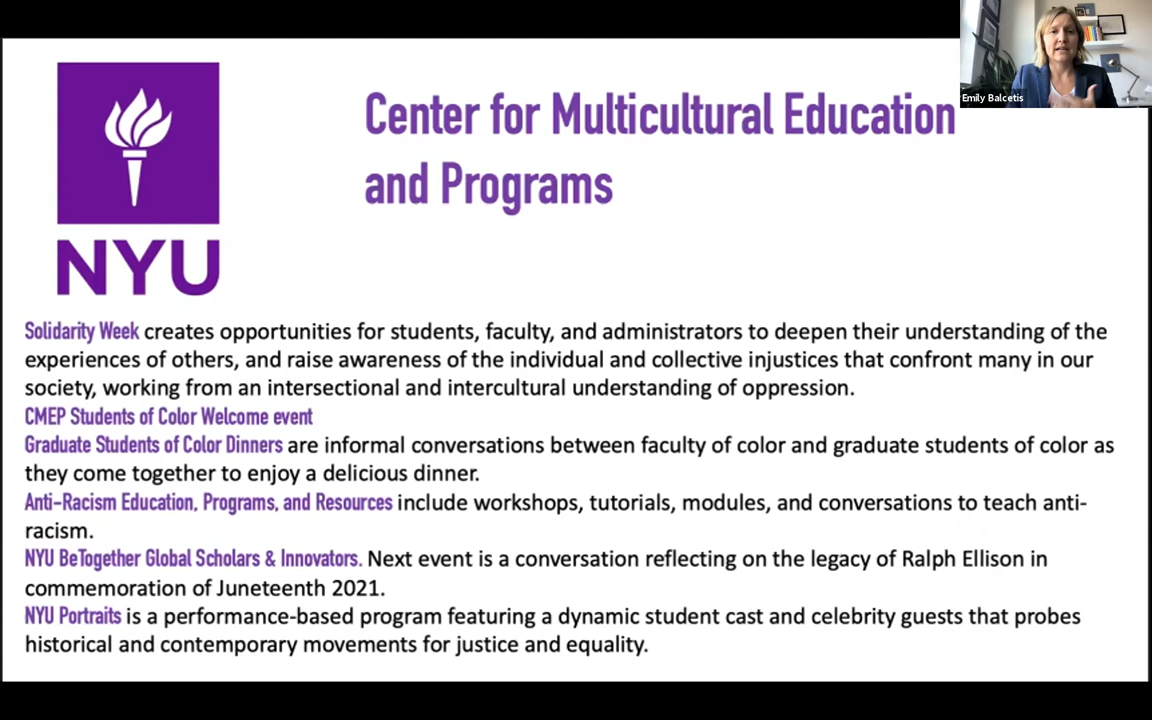 Emily Balcetis
NYU
Center for Multicultural Education
and Programs
Solidarity Week creates opportunities for students, faculty, and administrators to deepen their understanding of the
experiences of others, and raise awareness of the individual and collective injustices that confront many in our
society, working from an intersectional and intercultural understanding of oppression.
CMEP Students of Color Welcome event
Graduate Students of Color Dinners are informal conversations between faculty of color and graduate students of color as
they come together to enjoy a delicious dinner.
Anti-Racism Education, Programs, and Resources include workshops, tutorials, modules, and conversations to teach anti-
racism.
NYU BeTogether Global Scholars & Innovators. Next event is a conversation reflecting on the legacy of Ralph Ellison in
commemoration of Juneteenth 2021.
NYU Portraits is a performance-based program featuring a dynamic student cast and celebrity guests that probes
historical and contemporary movements for justice and equality.